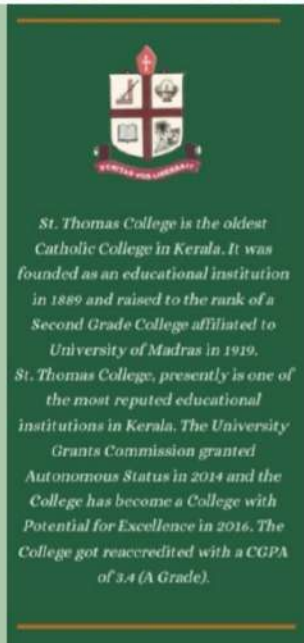 VERITAS VOS LIBERABIT
St. Thomas College is the oldest
Catholic College in Kerala. It was
founded as an educational institution
in 1889 and raised to the rank of a
Second Grade College affiliated to
University of Madras in 1919.
St. Thomas College, presently is one of
the most reputed educational
institutions in Kerala. The University
Grants Commission granted
Autonomous Status in 2014 and the
College has become a College with
Potential for Excellence in 2016. The
College got reaccredited with a CGPA
of 3.4 (A Grade).